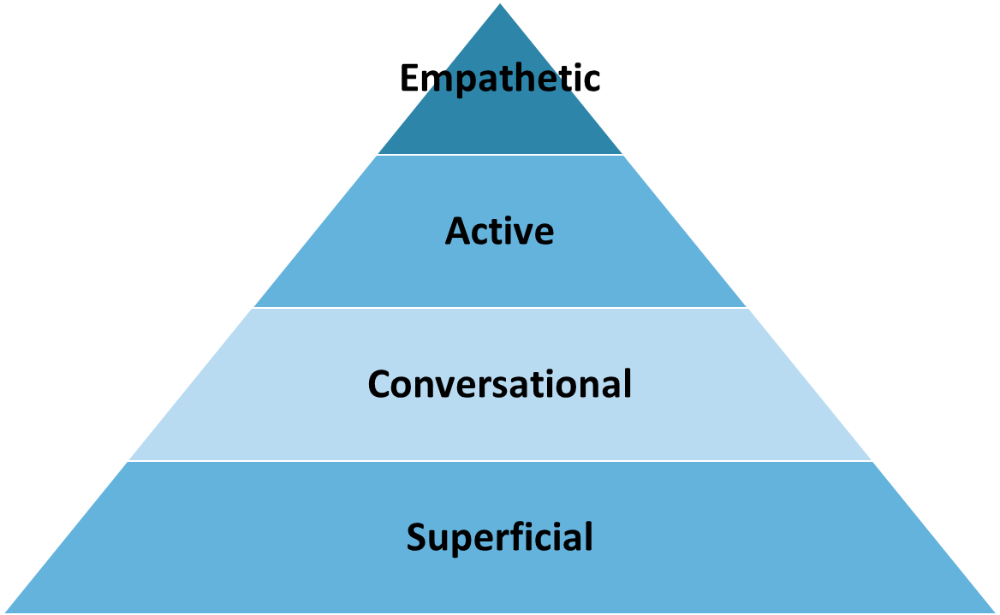 Empathetic
Active
Conversational
Superficial